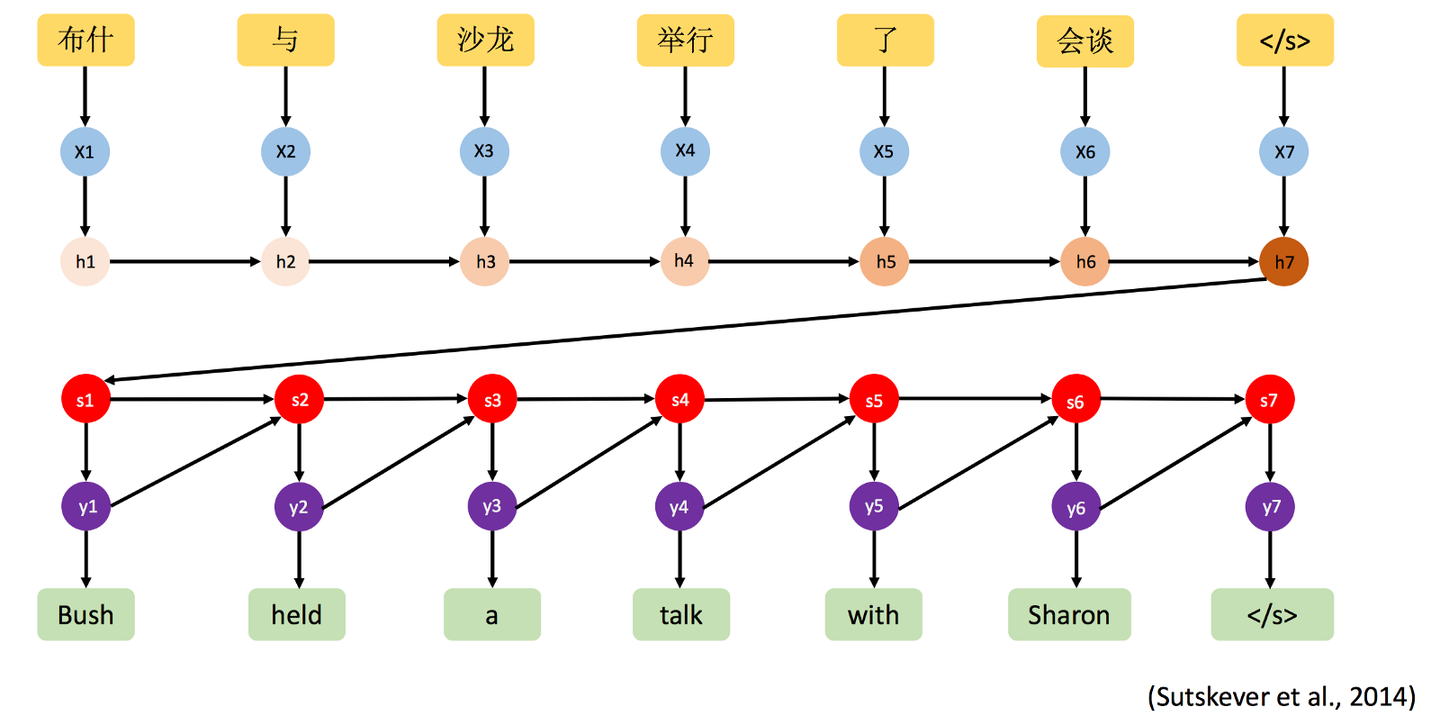 布什 与 沙龙 举行 了 会谈 </s>
X1 X2 X3 X4 X5 X6 X7
h1 h2 h3 h4 h5 h6 h7
s1 s2 s3 s4 s5 s6 s7
y1 y2 y3 y4 y5 y6 y7
Bush held a talk with Sharon </s>
(Sutskever et al., 2014)